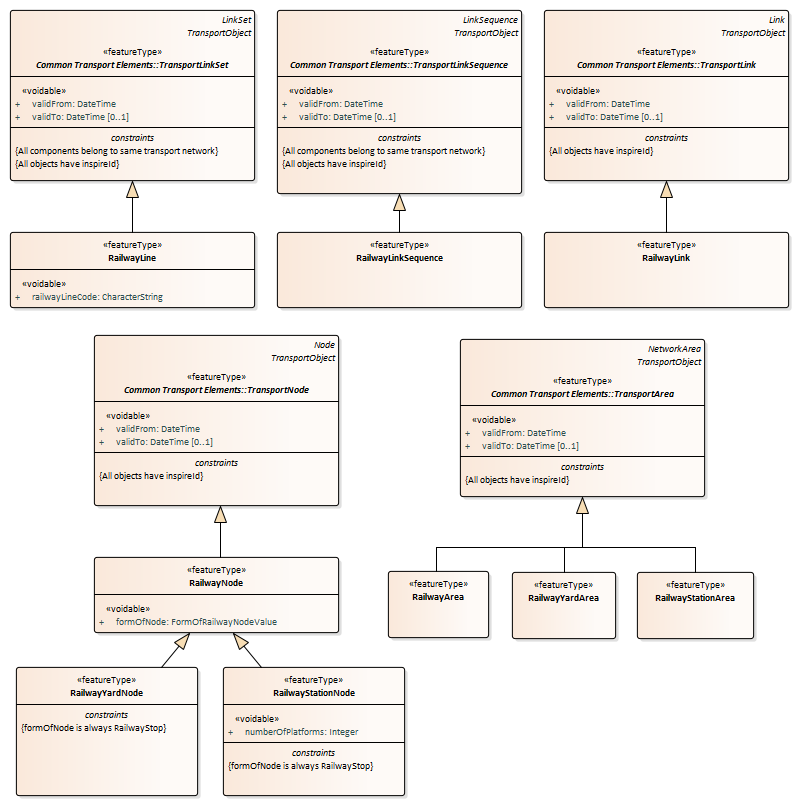 LinkSet
TransportObject
«featureType»
Common Transport Elements::TransportLinkSet
«voidable»
+ validFrom: DateTime
+ validTo: DateTime [0..1]
constraints
{All components belong to same transport network}
{All objects have inspireId}
LinkSequence
TransportObject
«featureType»
Common Transport Elements::TransportLinkSequence
«voidable»
+ validFrom: DateTime
+ validTo: DateTime [0..1]
constraints
{All components belong to same transport network}
{All objects have inspireId}
Link
TransportObject
«featureType»
Common Transport Elements::TransportLink
«voidable»
+ validFrom: DateTime
+ validTo: DateTime [0..1]
constraints
{All objects have inspireId}
«featureType»
RailwayLine
«voidable»
+ railwayLineCode: CharacterString
«featureType»
RailwayLinkSequence
«featureType»
RailwayLink
Node
TransportObject
«featureType»
Common Transport Elements::TransportNode
«voidable»
+ validFrom: DateTime
+ validTo: DateTime [0..1]
constraints
{All objects have inspireId}
NetworkArea
TransportObject
«featureType»
Common Transport Elements::TransportArea
«voidable»
+ validFrom: DateTime
+ validTo: DateTime [0..1]
constraints
{All objects have inspireId}
«featureType»
RailwayNode
«voidable»
+ formOfNode: FormOfRailwayNodeValue
«featureType»
RailwayArea
«featureType»
RailwayYardArea
«featureType»
RailwayStationArea
«featureType»
RailwayYardNode
constraints
{formOfNode is always RailwayStop}
«featureType»
RailwayStationNode
«voidable»
+ numberOfPlatforms: Integer
constraints
{formOfNode is always RailwayStop}